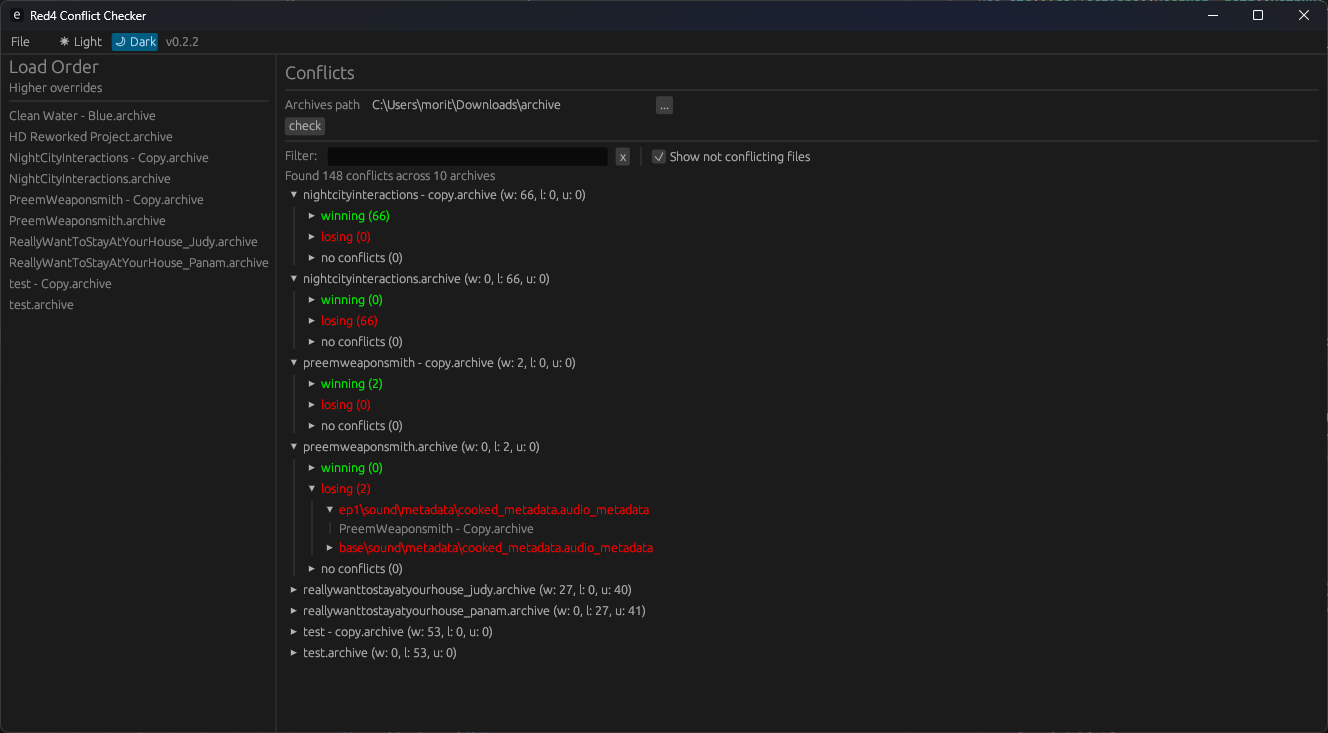 e Red4 Conflict Checker
File ☀ Light 🌙 Dark v0.2.2
Load Order
Higher overrides
Clean Water - Blue.archive
HD Reworked Project.archive
NightCityInteractions - Copy.archive
NightCityInteractions.archive
PreemWeaponsmith - Copy.archive
PreemWeaponsmith.archive
ReallyWantToStayAtYourHouse_Judy.archive
ReallyWantToStayAtYourHouse_Panam.archive
test - Copy.archive
test.archive
Conflicts
Archives path C:\Users\morit\Downloads\archive ...
check
Filter: x Show not conflicting files
Found 148 conflicts across 10 archives
nightcityinteractions - copy.archive (w: 66, l: 0, u: 0)
winning (66)
losing (0)
no conflicts (0)
nightcityinteractions.archive (w: 0, l: 66, u: 0)
winning (0)
losing (66)
no conflicts (0)
preemweaponsmith - copy.archive (w: 2, l: 0, u: 0)
winning (2)
losing (0)
no conflicts (0)
preemweaponsmith.archive (w: 0, l: 2, u: 0)
winning (0)
losing (2)
ep1\sound\metadata\cooked_metadata.audio_metadata
PreemWeaponsmith - Copy.archive
base\sound\metadata\cooked_metadata.audio_metadata
no conflicts (0)
reallywanttostayatyourhouse_judy.archive (w: 27, l: 0, u: 40)
reallywanttostayatyourhouse_panam.archive (w: 0, l: 27, u: 41)
test - copy.archive (w: 53, l: 0, u: 0)
test.archive (w: 0, l: 53, u: 0)